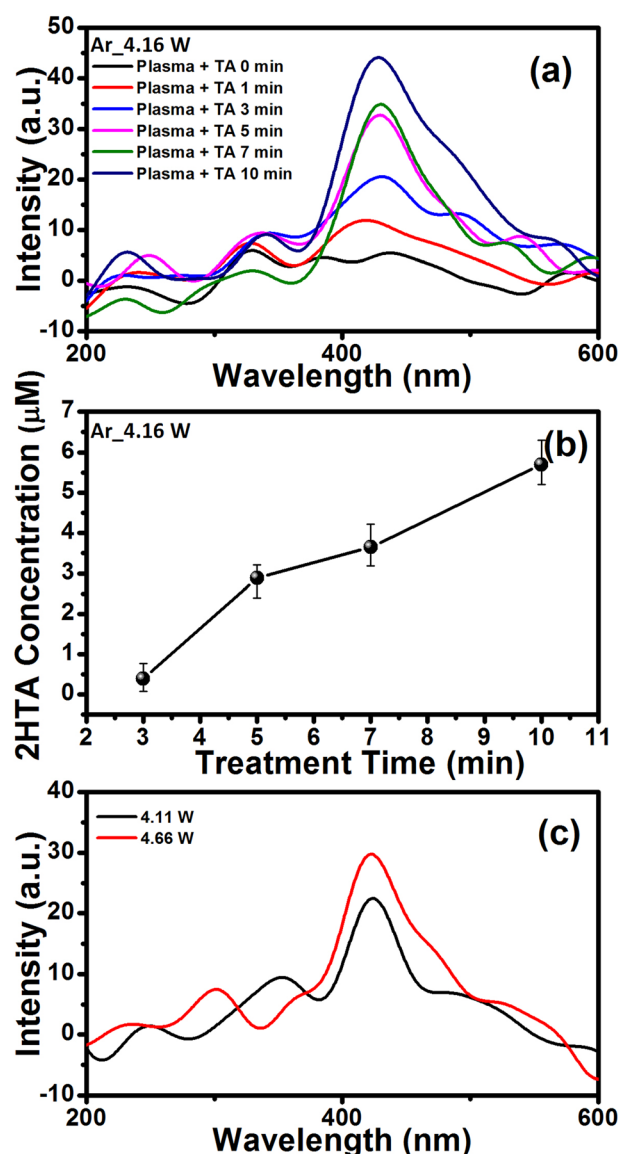 50
40
30
20
10
0
-10
Intensity (a.u.)
Ar_4.16 W
(a)
Plasma + TA 0 min
Plasma + TA 1 min
Plasma + TA 3 min
Plasma + TA 5 min
Plasma + TA 7 min
Plasma + TA 10 min
200 400 600
Wavelength (nm)
7
6
5
4
3
2
1
0
2HTA Concentration (μM)
Ar_4.16 W
(b)
2 3 4 5 6 7 8 9 10 11
Treatment Time (min)
40
30
20
10
0
-10
Intensity (a.u.)
4.11 W
4.66 W
(c)
200 400 600
Wavelength (nm)